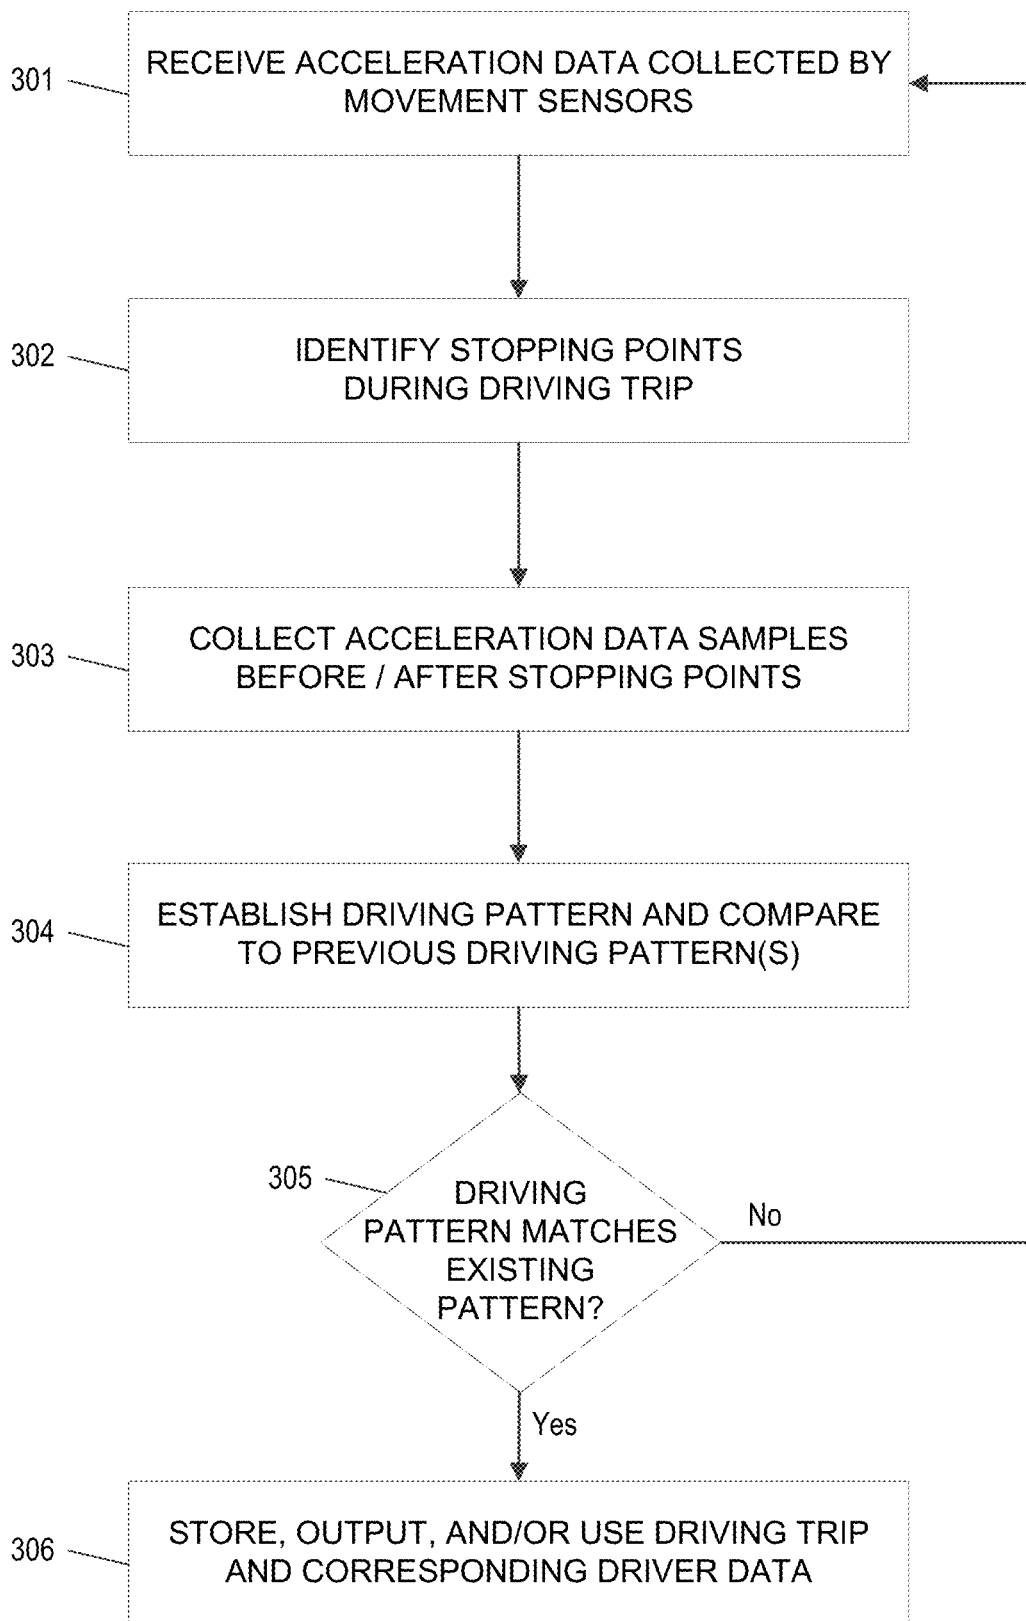 301
RECEIVE ACCELERATION DATA COLLECTED BY
MOVEMENT SENSORS
302
IDENTIFY STOPPING POINTS
DURING DRIVING TRIP
303
COLLECT ACCELERATION DATA SAMPLES
BEFORE / AFTER STOPPING POINTS
304
ESTABLISH DRIVING PATTERN AND COMPARE
TO PREVIOUS DRIVING PATTERN(S)
305
DRIVING
PATTERN MATCHES
EXISTING
PATTERN?
No
Yes
306
STORE, OUTPUT, AND/OR USE DRIVING TRIP
AND CORRESPONDING DRIVER DATA